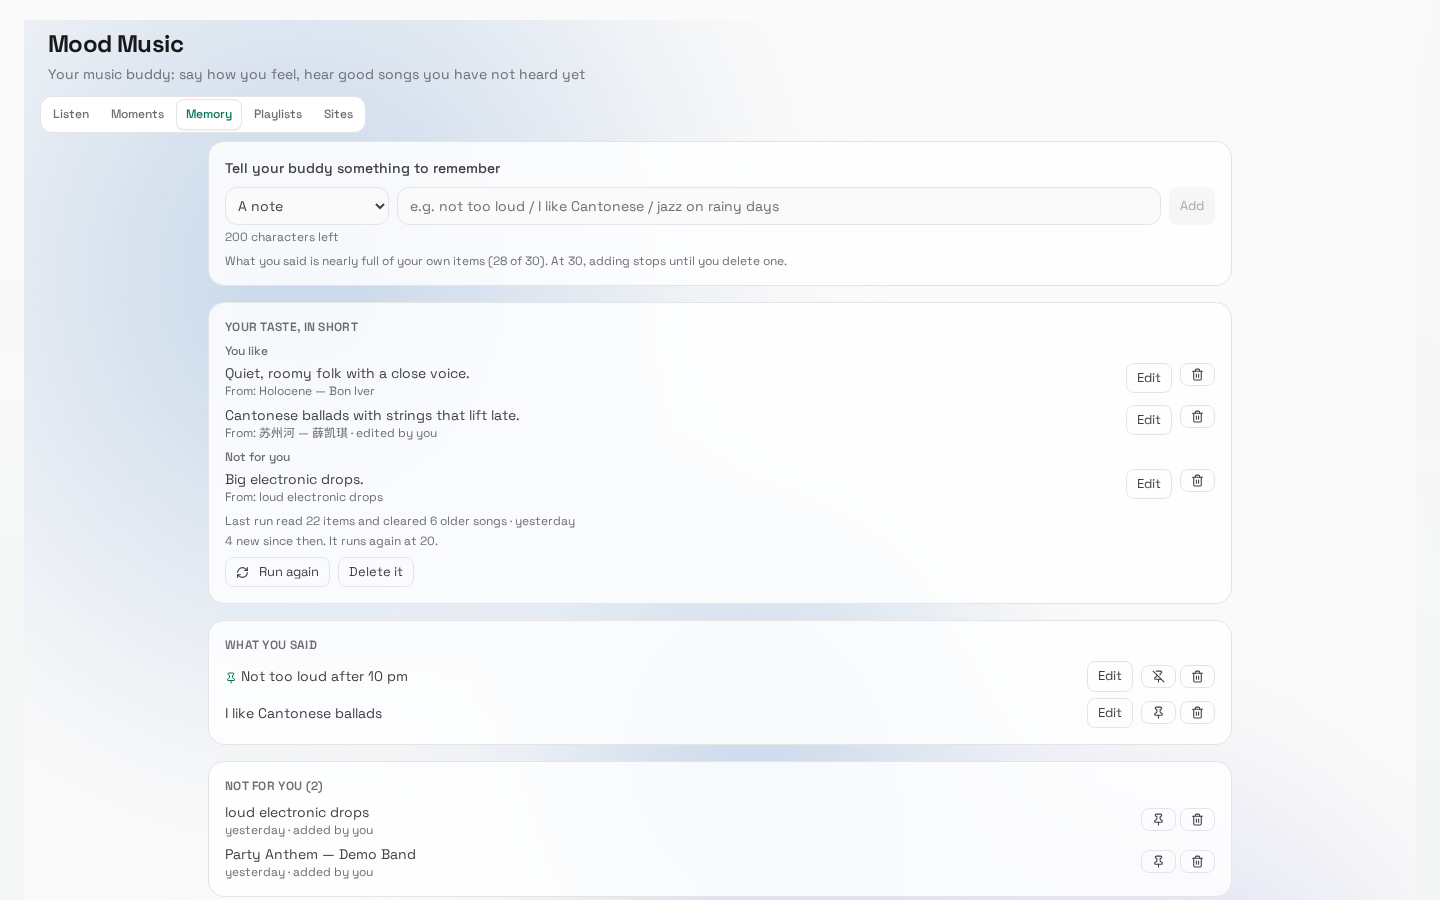 Mood Music
Your music buddy: say how you feel, hear good songs you have not heard yet
Listen Moments Memory Playlists Sites
Tell your buddy something to remember
A note e.g. not too loud / I like Cantonese / jazz on rainy days Add
200 characters left
What you said is nearly full of your own items (28 of 30). At 30, adding stops until you delete one.
YOUR TASTE, IN SHORT
You like
Quiet, roomy folk with a close voice. Edit
From: Holocene — Bon Iver
Cantonese ballads with strings that lift late. Edit
From: 苏州河 — 薛凯琪 · edited by you
Not for you
Big electronic drops. Edit
From: loud electronic drops
Last run read 22 items and cleared 6 older songs · yesterday
4 new since then. It runs again at 20.
Run again Delete it
WHAT YOU SAID
Not too loud after 10 pm Edit
I like Cantonese ballads Edit
NOT FOR YOU (2)
loud electronic drops
yesterday · added by you
Party Anthem — Demo Band
yesterday · added by you